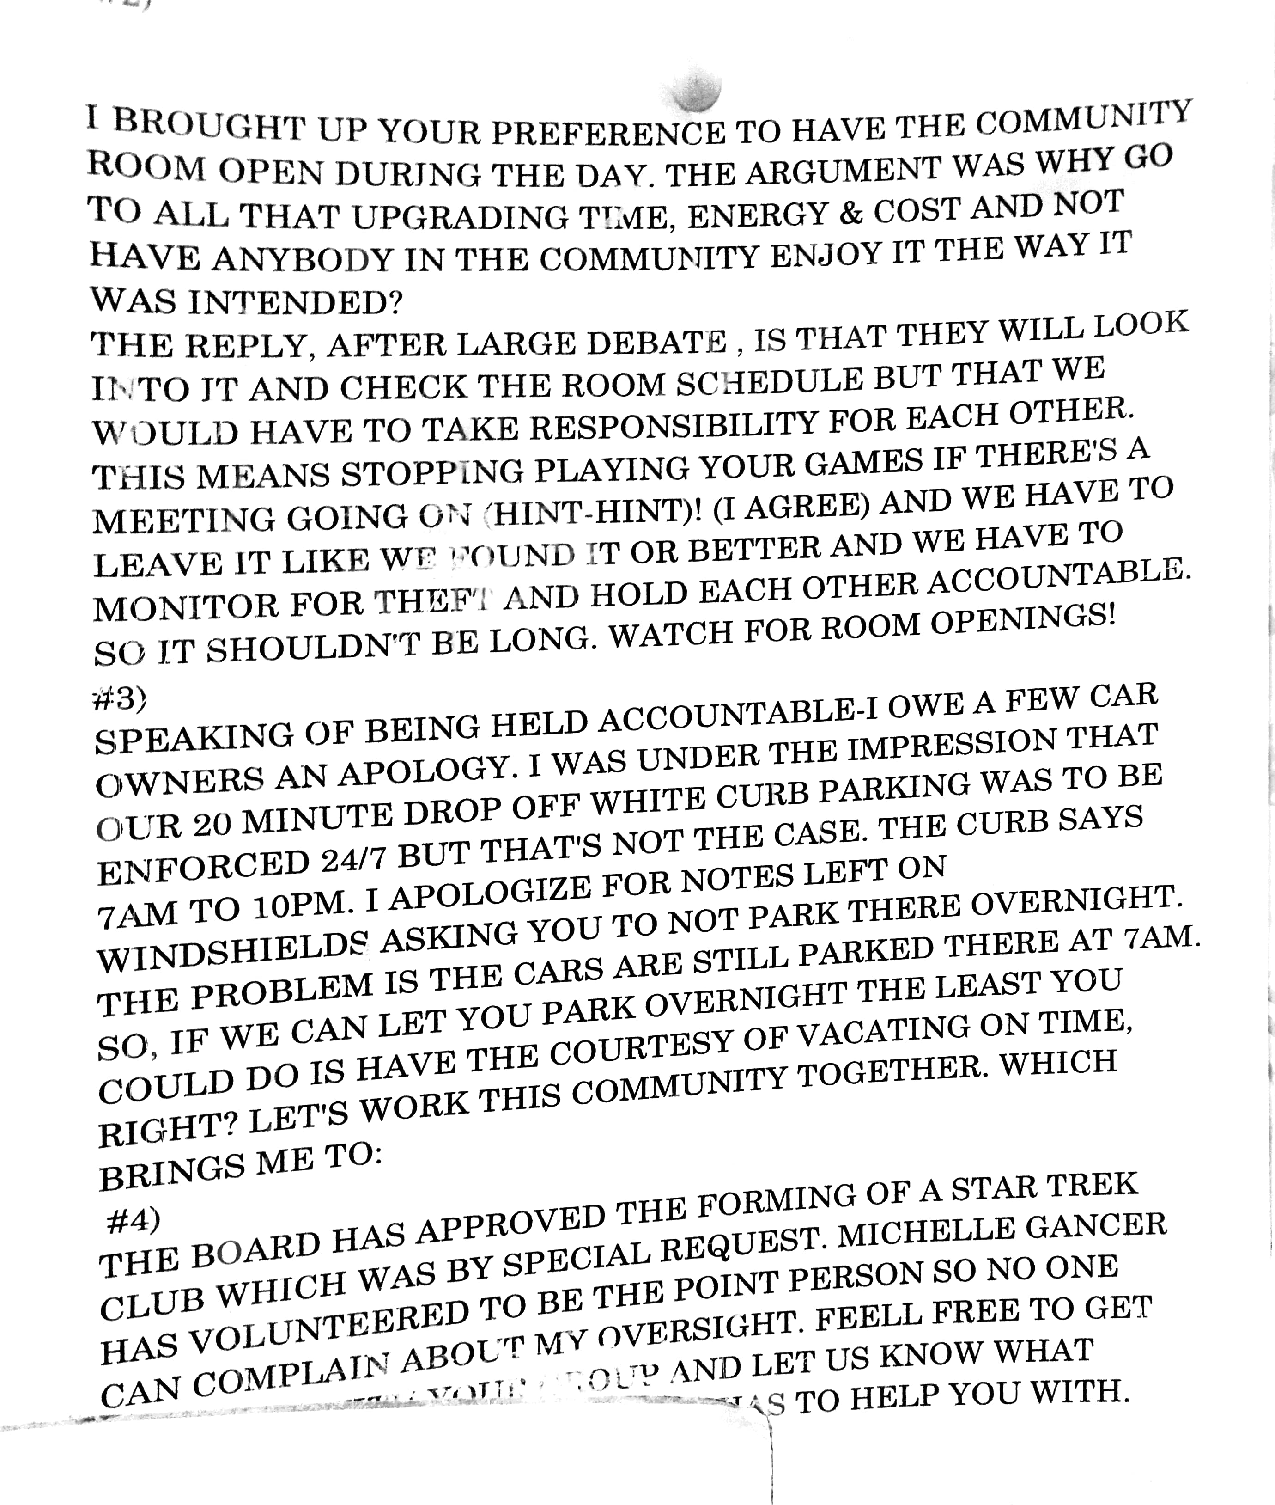 #2)
I BROUGHT UP YOUR PREFERENCE TO HAVE THE COMMUNITY
ROOM OPEN DURING THE DAY. THE ARGUMENT WAS WHY GO
TO ALL THAT UPGRADING TIME, ENERGY & COST AND NOT
HAVE ANYBODY IN THE COMMUNITY ENJOY IT THE WAY IT
WAS INTENDED?
THE REPLY, AFTER LARGE DEBATE , IS THAT THEY WILL LOOK
INTO IT AND CHECK THE ROOM SCHEDULE BUT THAT WE
WOULD HAVE TO TAKE RESPONSIBILITY FOR EACH OTHER.
THIS MEANS STOPPING PLAYING YOUR GAMES IF THERE'S A
MEETING GOING ON (HINT-HINT)! (I AGREE) AND WE HAVE TO
LEAVE IT LIKE WE FOUND IT OR BETTER AND WE HAVE TO
MONITOR FOR THEFT AND HOLD EACH OTHER ACCOUNTABLE.
SO IT SHOULDN'T BE LONG. WATCH FOR ROOM OPENINGS!
#3)
SPEAKING OF BEING HELD ACCOUNTABLE-I OWE A FEW CAR
OWNERS AN APOLOGY. I WAS UNDER THE IMPRESSION THAT
OUR 20 MINUTE DROP OFF WHITE CURB PARKING WAS TO BE
ENFORCED 24/7 BUT THAT'S NOT THE CASE. THE CURB SAYS
7AM TO 10PM. I APOLOGIZE FOR NOTES LEFT ON
WINDSHIELDS ASKING YOU TO NOT PARK THERE OVERNIGHT.
THE PROBLEM IS THE CARS ARE STILL PARKED THERE AT 7AM.
SO, IF WE CAN LET YOU PARK OVERNIGHT THE LEAST YOU
COULD DO IS HAVE THE COURTESY OF VACATING ON TIME,
RIGHT? LET'S WORK THIS COMMUNITY TOGETHER. WHICH
BRINGS ME TO:
#4)
THE BOARD HAS APPROVED THE FORMING OF A STAR TREK
CLUB WHICH WAS BY SPECIAL REQUEST. MICHELLE GANCER
HAS VOLUNTEERED TO BE THE POINT PERSON SO NO ONE
CAN COMPLAIN ABOUT MY OVERSIGHT. FEELL FREE TO GET
YOUR GROUP AND LET US KNOW WHAT
HAS TO HELP YOU WITH.